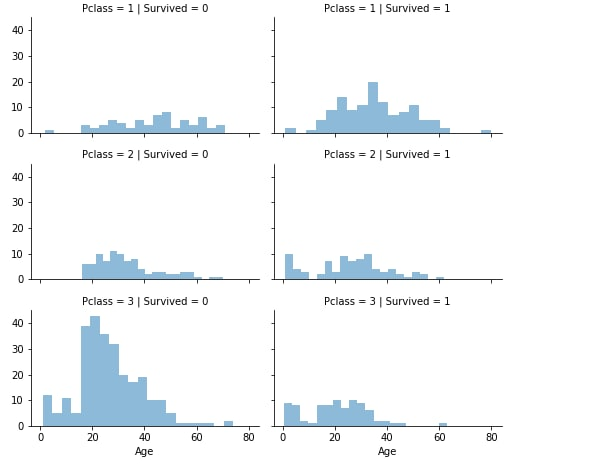 Pclass = 1 | Survived = 0
Pclass = 1 | Survived = 1
40
30
20
10
0
Pclass = 2 | Survived = 0
Pclass = 2 | Survived = 1
40
30
20
10
0
Pclass = 3 | Survived = 0
Pclass = 3 | Survived = 1
40
30
20
10
0
0 20 40 60 80
0 20 40 60 80
Age
Age